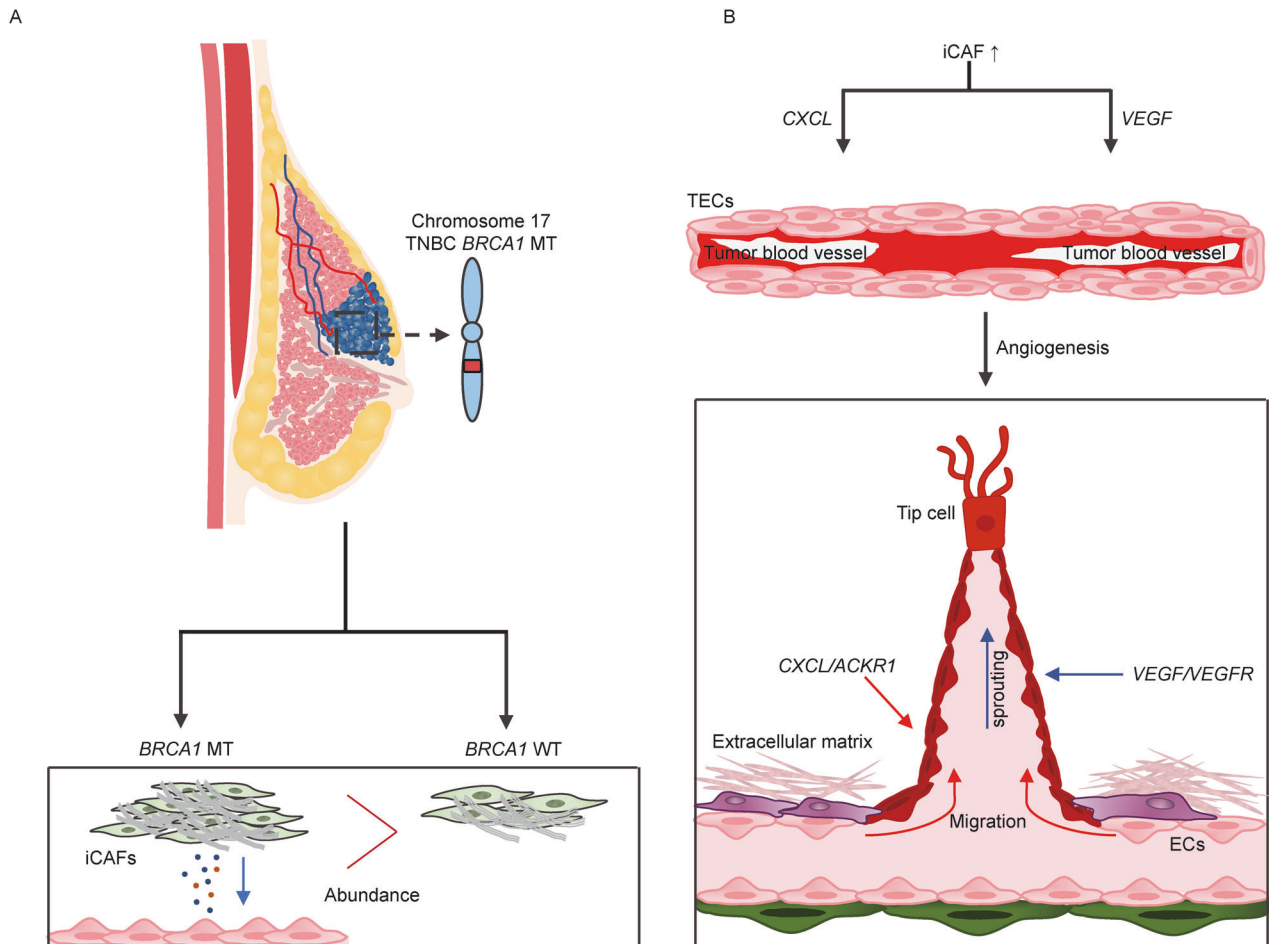 A
Chromosome 17
TNBC BRCA1 MT
BRCA1 MT
BRCA1 WT
iCAFs
Abundance
B
iCAF ↑
CXCL
VEGF
TECs
Tumor blood vessel
Tumor blood vessel
Angiogenesis
Tip cell
CXCL/ACKR1
sprouting
VEGF/VEGFR
Extracellular matrix
Migration
ECs